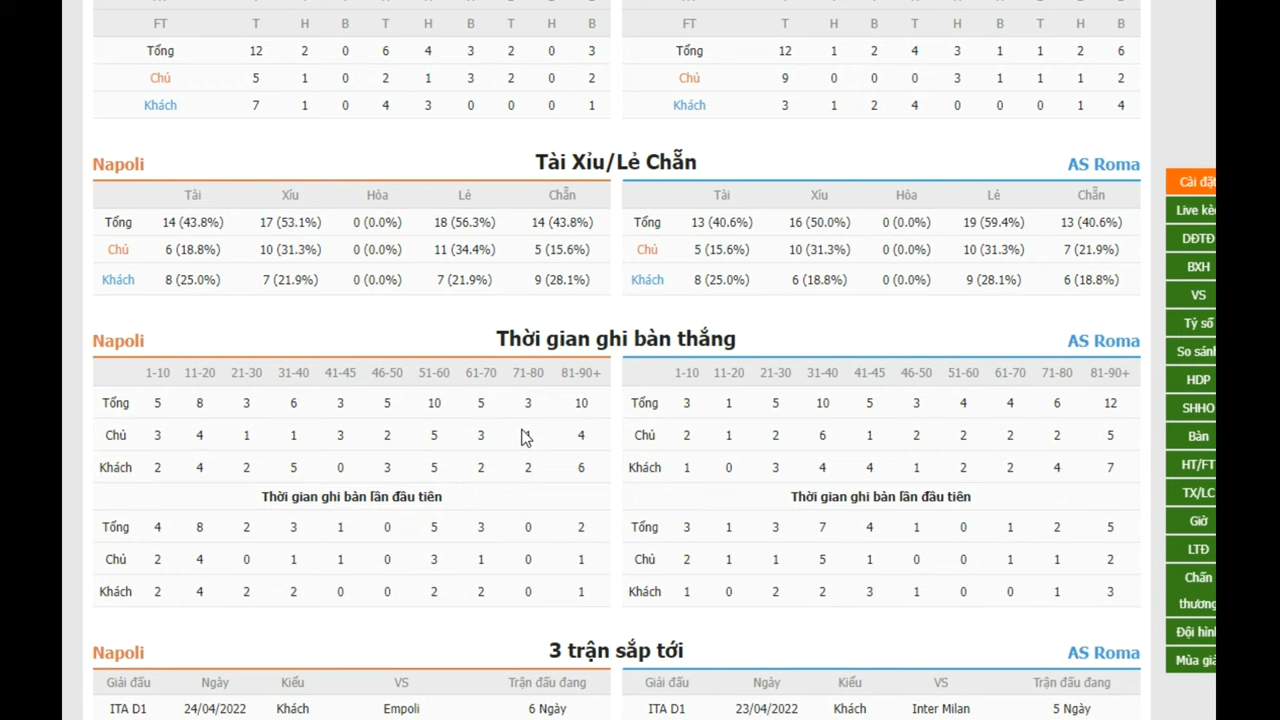 FT T H B T H B T H B FT T H B T H B T H B
Tổng 12 2 0 6 4 3 2 0 3 Tổng 12 1 2 4 3 1 1 2 6
Chủ 5 1 0 2 1 3 2 0 2 Chủ 9 0 0 0 3 1 1 1 2
Khách 7 1 0 4 3 0 0 0 1 Khách 3 1 2 4 0 0 0 1 4
Napoli Tài Xỉu/Lẻ Chẵn AS Roma
Tài Xỉu Hòa Lẻ Chẵn Tài Xỉu Hòa Lẻ Chẵn
Tổng 14 (43.8%) 17 (53.1%) 0 (0.0%) 18 (56.3%) 14 (43.8%) Tổng 13 (40.6%) 16 (50.0%) 0 (0.0%) 19 (59.4%) 13 (40.6%)
Chủ 6 (18.8%) 10 (31.3%) 0 (0.0%) 11 (34.4%) 5 (15.6%) Chủ 5 (15.6%) 10 (31.3%) 0 (0.0%) 10 (31.3%) 7 (21.9%)
Khách 8 (25.0%) 7 (21.9%) 0 (0.0%) 7 (21.9%) 9 (28.1%) Khách 8 (25.0%) 6 (18.8%) 0 (0.0%) 9 (28.1%) 6 (18.8%)
Napoli Thời gian ghi bàn thắng AS Roma
1-10 11-20 21-30 31-40 41-45 46-50 51-60 61-70 71-80 81-90+ 1-10 11-20 21-30 31-40 41-45 46-50 51-60 61-70 71-80 81-90+
Tổng 5 8 3 6 3 5 10 5 3 10 Tổng 3 1 5 10 5 3 4 4 6 12
Chủ 3 4 1 1 3 2 5 3 4 Chủ 2 1 2 6 1 2 2 2 2 5
Khách 2 4 2 5 0 3 5 2 2 6 Khách 1 0 3 4 4 1 2 2 4 7
Thời gian ghi bàn lần đầu tiên Thời gian ghi bàn lần đầu tiên
Tổng 4 8 2 3 1 0 5 3 0 2 Tổng 3 1 3 7 4 1 0 1 2 5
Chủ 2 4 0 1 1 0 3 1 0 1 Chủ 2 1 1 5 1 0 0 1 1 2
Khách 2 4 2 2 0 0 2 2 0 1 Khách 1 0 2 2 3 1 0 0 1 3
Napoli 3 trận sắp tới AS Roma
Giải đấu Ngày Kiểu VS Trận đấu đang Giải đấu Ngày Kiểu VS Trận đấu đang
ITA D1 24/04/2022 Khách Empoli 6 Ngày ITA D1 23/04/2022 Khách Inter Milan 5 Ngày
Cài đặ
Live kè
DĐTĐ
BXH
VS
Tỷ số
So sánh
HDP
SHHO
Bàn
HT/FT
TX/LC
Giờ
LTĐ
Chấn
thương
Đội hìn
Mùa giả